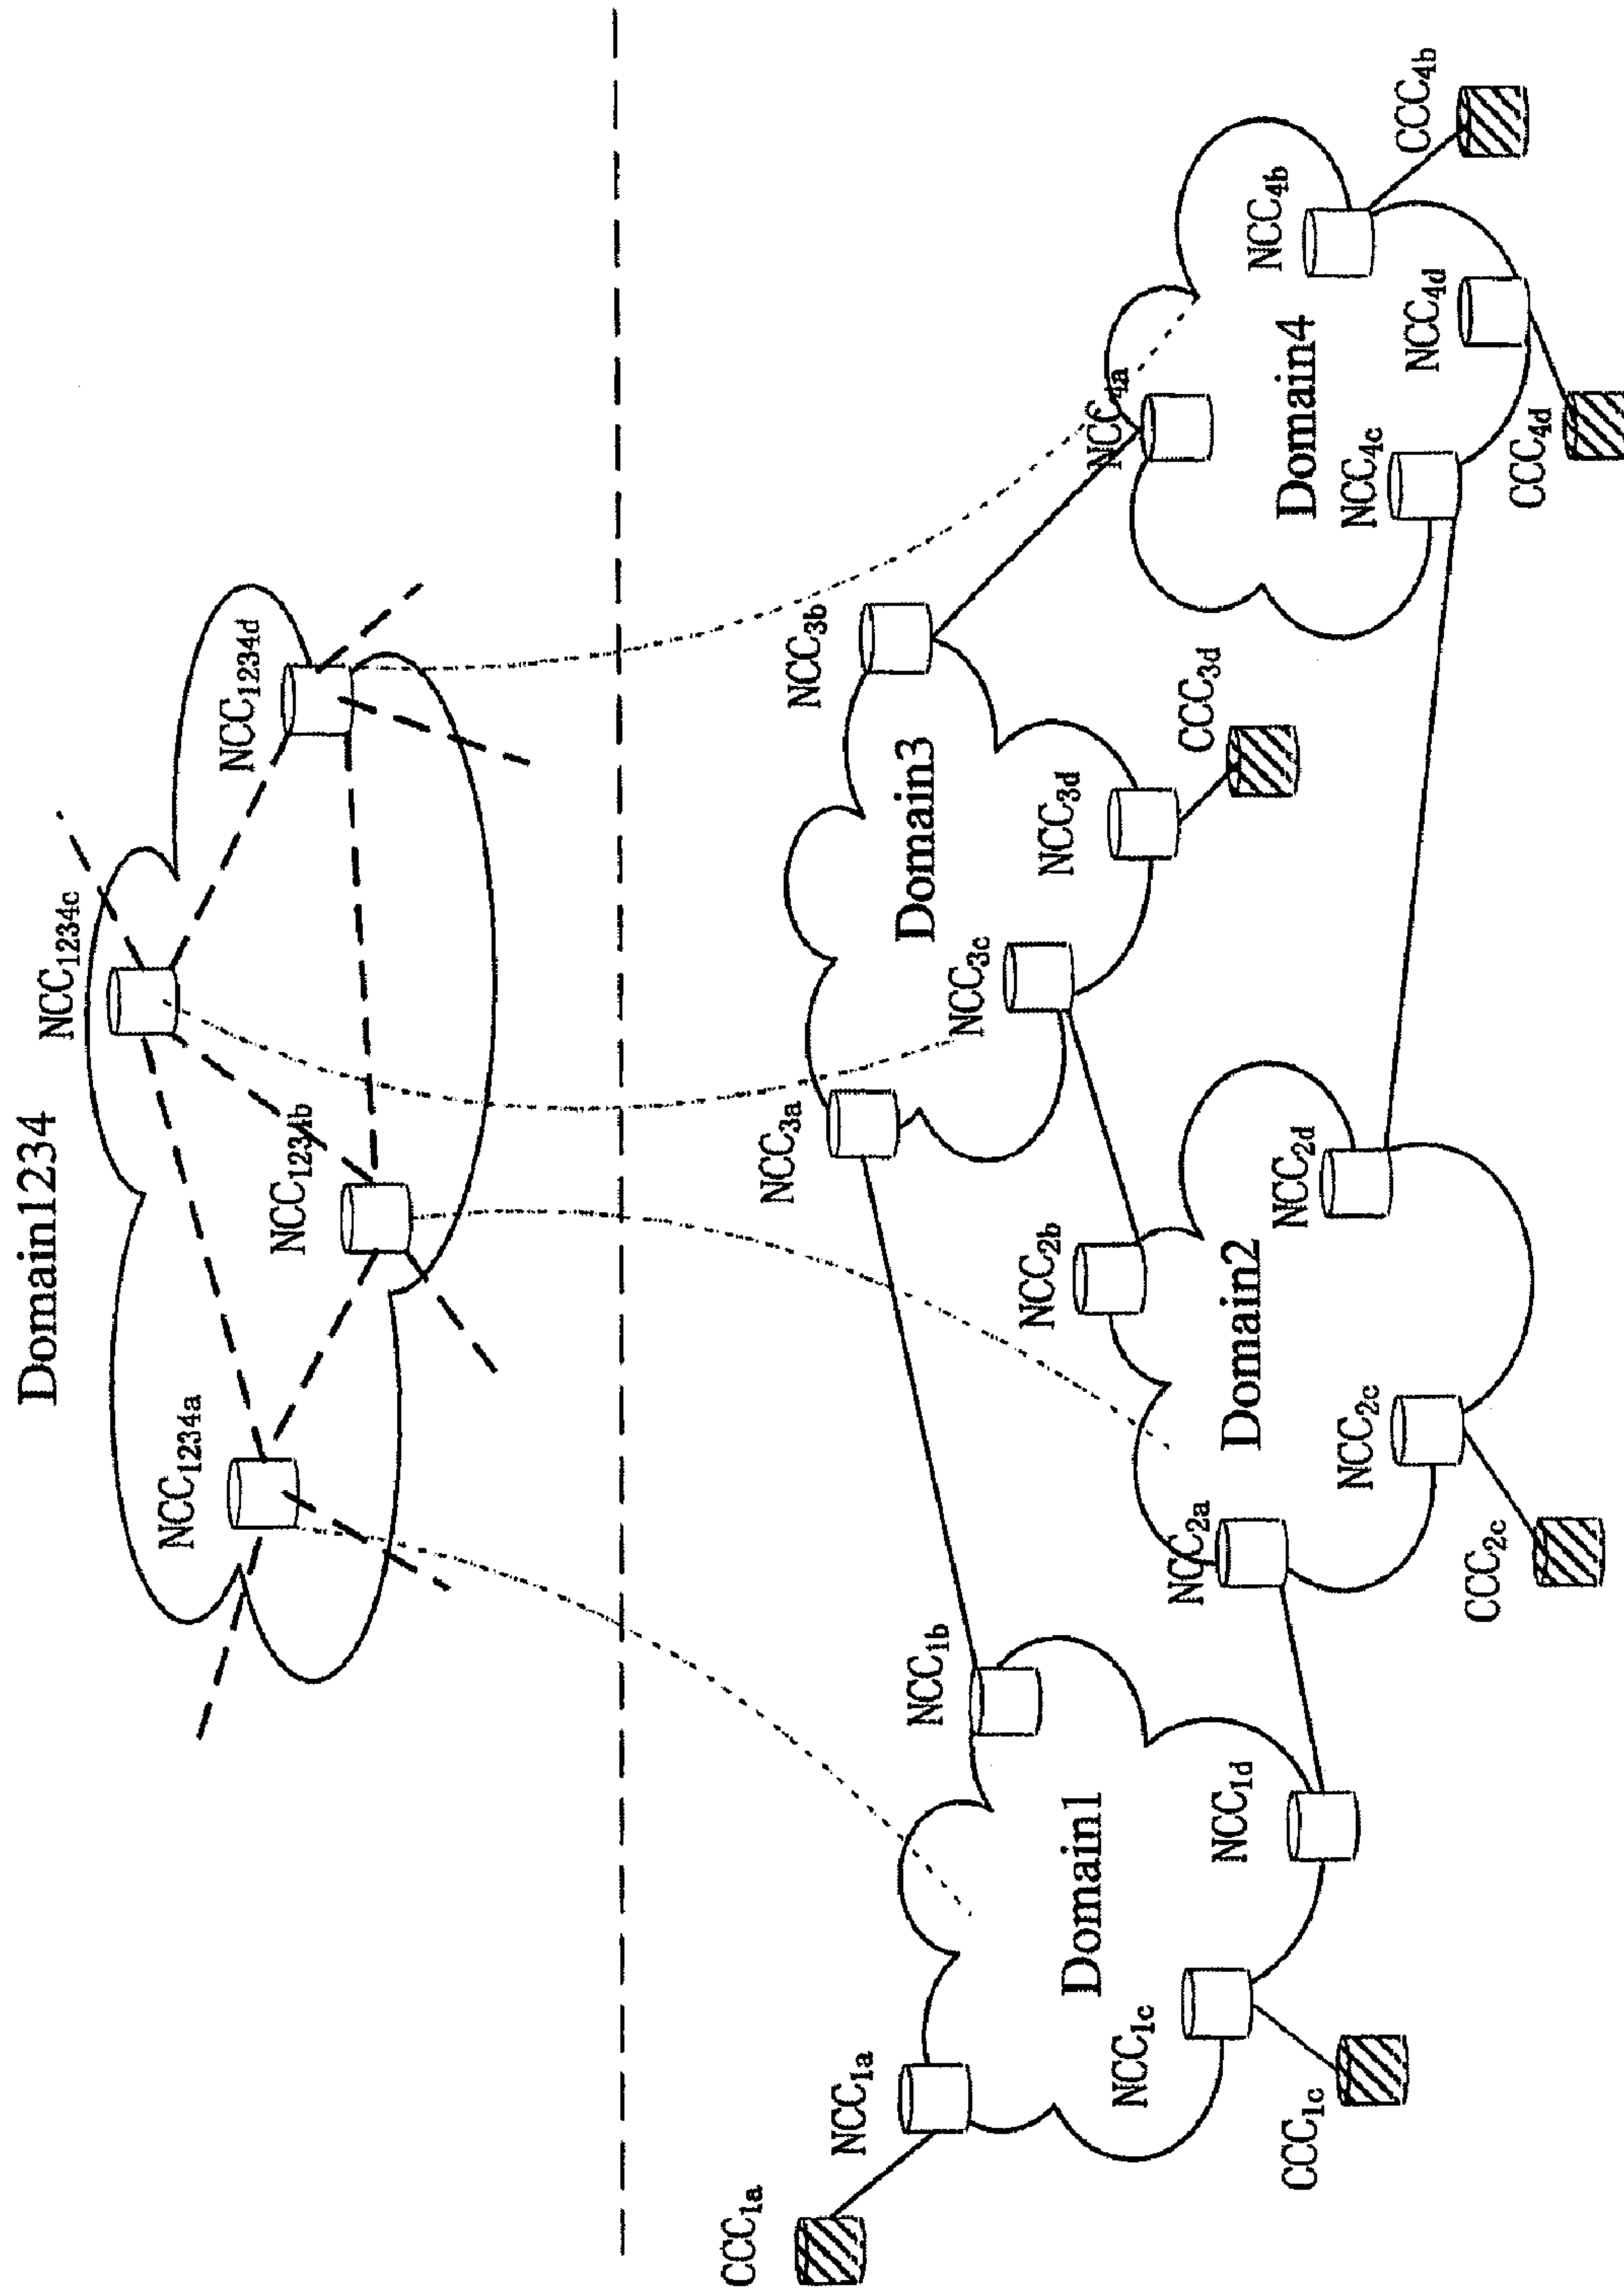 Domain1234
NCC1234a
NCC1234b
NCC1234c
NCC1234d
CCC1a
NCC1a
NCC1b
Domain1
NCC1c
NCC1d
CCC1c
NCC3a
NCC3b
Domain3
NCC3c
NCC3d
CCC3d
NCC2b
NCC2a
Domain2
NCC2d
NCC2c
CCC2c
NCC4a
NCC4b
Domain4
NCC4c
NCC4d
CCC4b
CCC4d